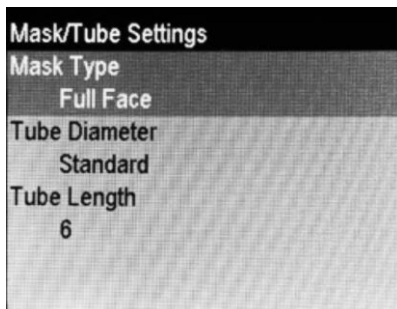 Mask/Tube Settings
Mask Type
Full Face
Tube Diameter
Standard
Tube Length
6